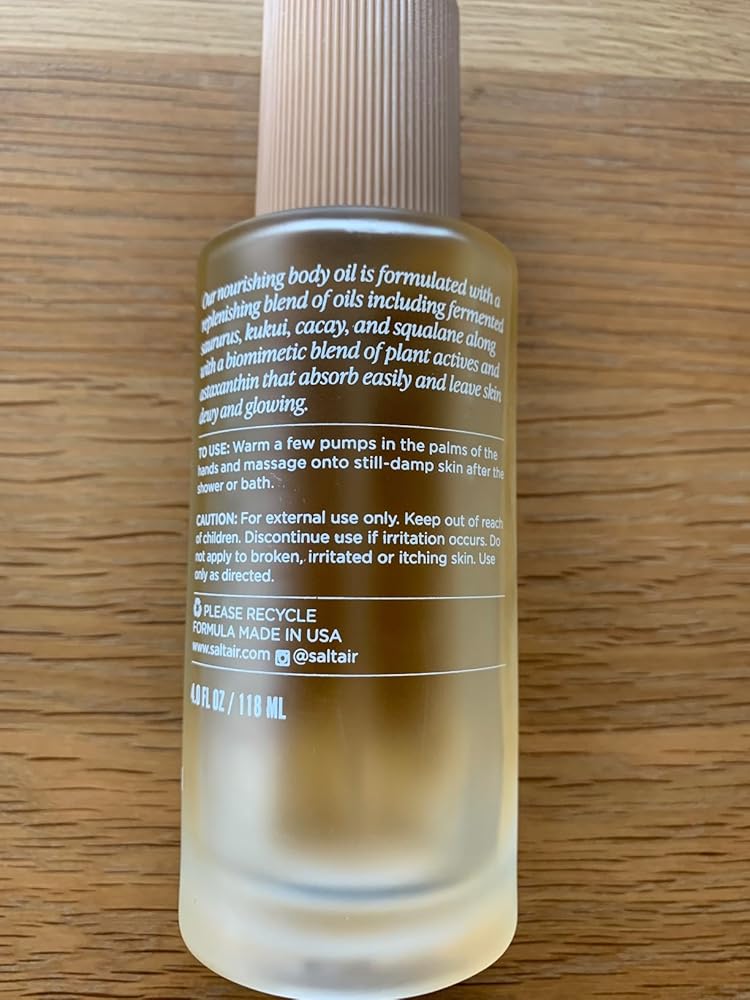 Our nourishing body oil is formulated with a
replenishing blend of oils including fermented
saururus, kukui, cacay, and squalane along
with a biomimetic blend of plant actives and
astaxanthin that absorb easily and leave skin
dewy and glowing.
TO USE: Warm a few pumps in the palms of the
hands and massage onto still-damp skin after the
shower or bath.
CAUTION: For external use only. Keep out of reach
of children. Discontinue use if irritation occurs. Do
not apply to broken, irritated or itching skin. Use
only as directed.
PLEASE RECYCLE
FORMULA MADE IN USA
www.saltair.com @saltair
4.0 FL OZ / 118 ML